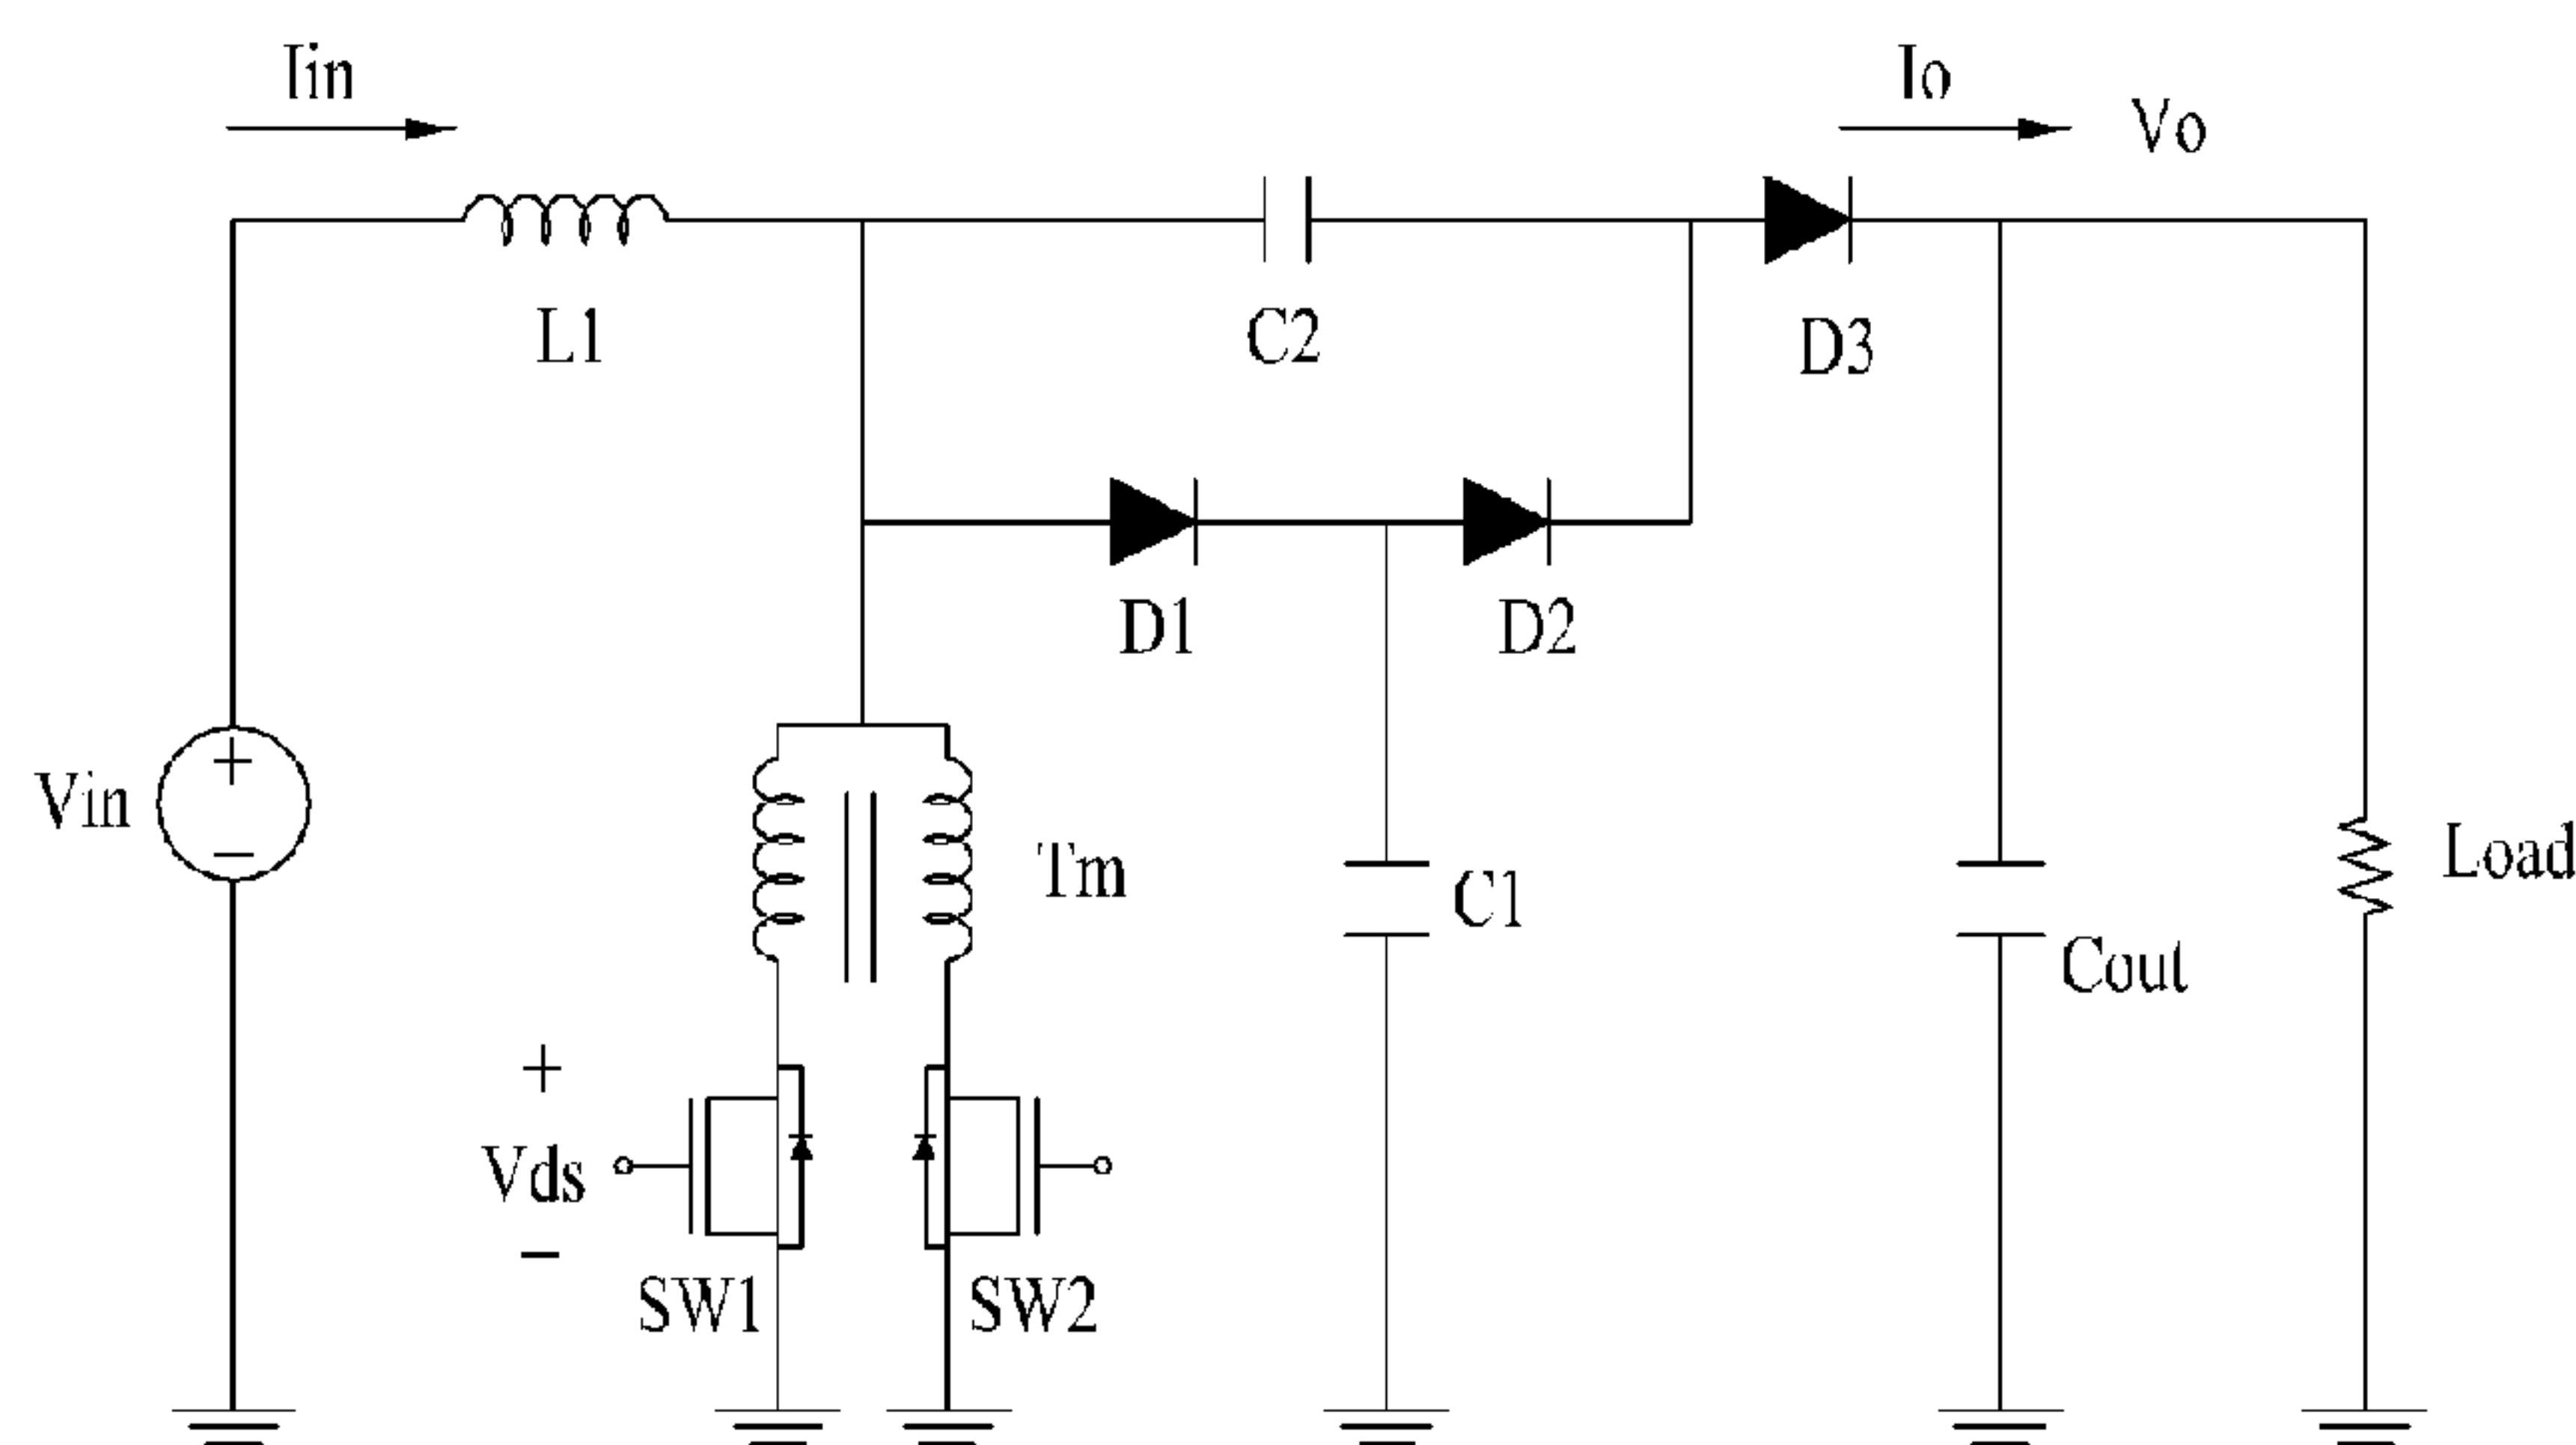 Iin
Io
Vo
L1
C2
D3
D1
D2
Vin
+
−
Tm
C1
Load
Cout
+
Vds
−
SW1
SW2